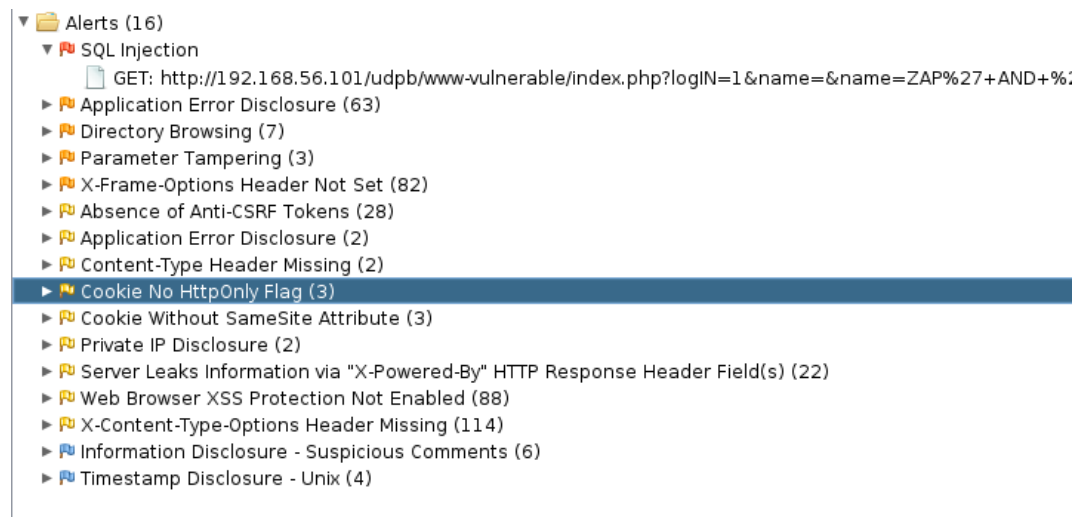 Alerts (16)
SQL Injection
GET: http://192.168.56.101/udpb/www-vulnerable/index.php?logIN=1&name=&name=ZAP%27+AND+%2
Application Error Disclosure (63)
Directory Browsing (7)
Parameter Tampering (3)
X-Frame-Options Header Not Set (82)
Absence of Anti-CSRF Tokens (28)
Application Error Disclosure (2)
Content-Type Header Missing (2)
Cookie No HttpOnly Flag (3)
Cookie Without SameSite Attribute (3)
Private IP Disclosure (2)
Server Leaks Information via "X-Powered-By" HTTP Response Header Field(s) (22)
Web Browser XSS Protection Not Enabled (88)
X-Content-Type-Options Header Missing (114)
Information Disclosure - Suspicious Comments (6)
Timestamp Disclosure - Unix (4)